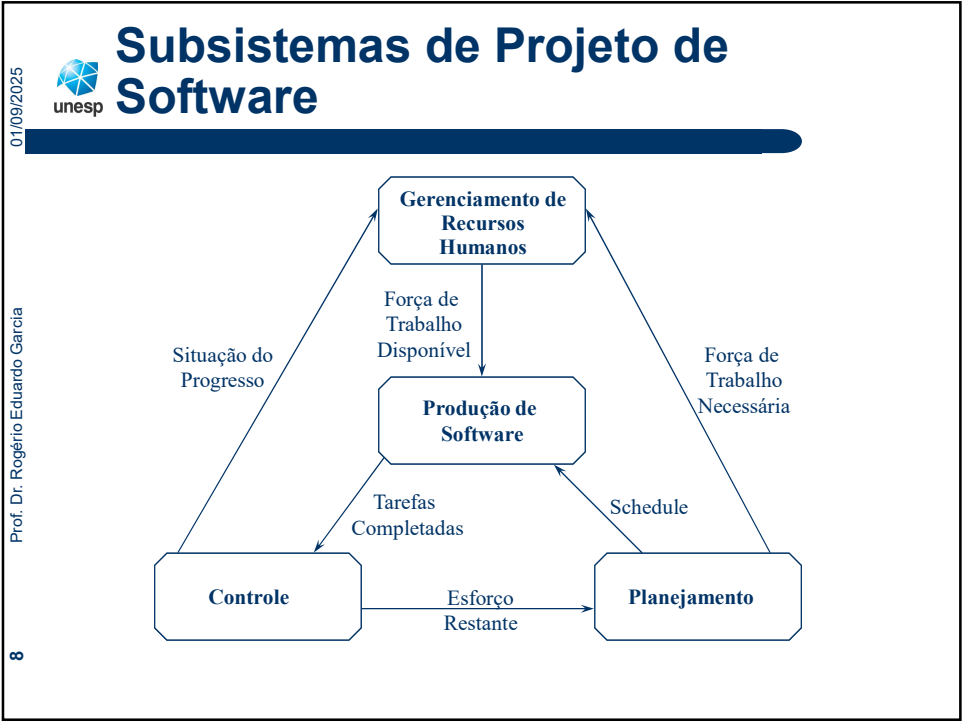 Subsistemas de Projeto de
Software
unesp
01/09/2025
Prof. Dr. Rogério Eduardo Garcia
8
Gerenciamento de
Recursos
Humanos
Força de
Trabalho
Disponível
Situação do
Progresso
Força de
Trabalho
Necessária
Produção de
Software
Tarefas
Completadas
Schedule
Controle
Esforço
Restante
Planejamento